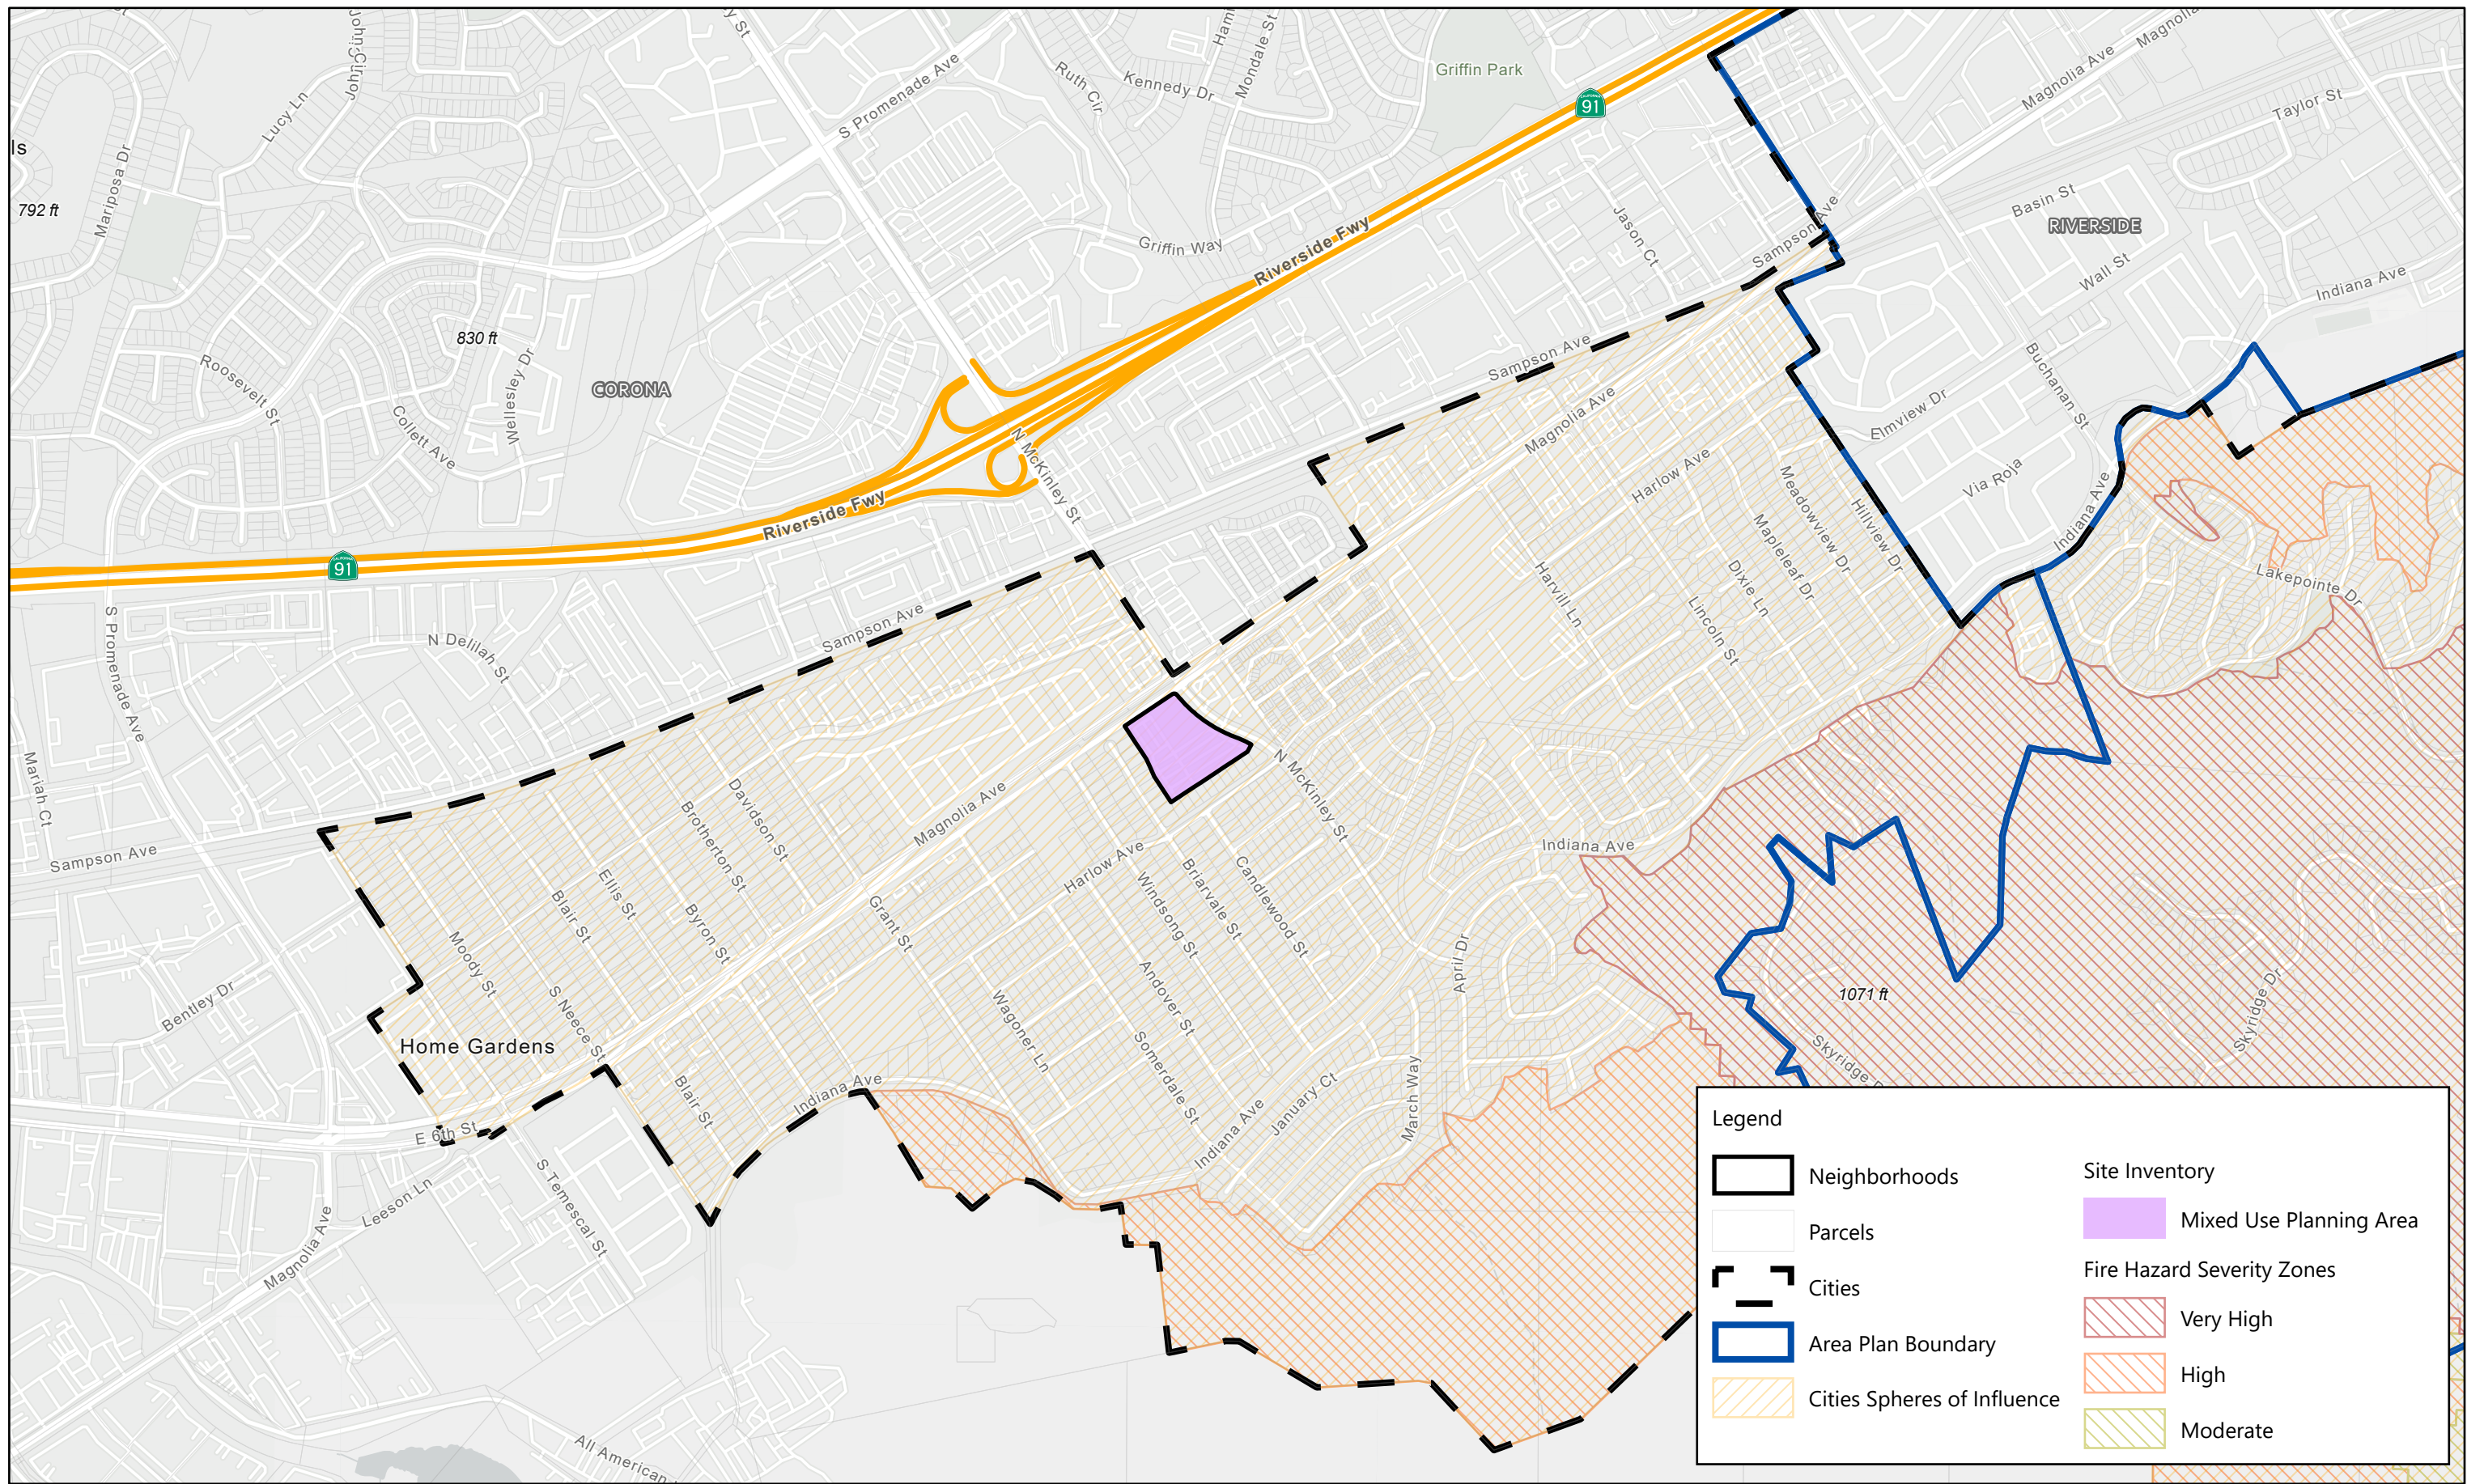 John Cir
John Cir
Lucy Ln
Mariposa Dr
ls
792 ft
830 ft
Roosevelt St
Collett Ave
Wellesley Dr
CORONA
S Promenade Ave
Ruth Cir
Kennedy Dr
Mondale St
Griffin Park
Griffin Way
Riverside Fwy
91
Jason Ct
Sampson Ave
Magnolia Ave
Magnolia
Taylor St
Basin St
RIVERSIDE
Wall St
Indiana Ave
Buchanan St
Elmview Dr
Via Roja
Indiana Ave
Lakepointe Dr
N McKinley St
Riverside Fwy
91
Sampson Ave
Magnolia Ave
Harlow Ave
Meadowview Dr
Hillview Dr
Mapleaf Dr
Dixie Ln
Lincoln St
Harvill Ln
S Promenade Ave
N Delilah St
Sampson Ave
Mariah Ct
Sampson Ave
Davidson St
Brotherton St
Magnolia Ave
N McKinley St
Indiana Ave
Harlow Ave
Briarvale St
Candlewood St
Windsong St
Ellis St
Blair St
Byron St
Grant St
Moody St
S Neece St
Bentley Dr
Home Gardens
Wagoner Ln
Andover St
Somerdale St
April Dr
1071 ft
Skyridge Dr
Skyridge
Blair St
Indiana Ave
Indiana Ave
January Ct
March Way
E 6th St
Leeson Ln
S Temescal St
Magnolia Ave
All American
Legend
Neighborhoods
Parcels
Cities
Area Plan Boundary
Cities Spheres of Influence
Site Inventory
Mixed Use Planning Area
Fire Hazard Severity Zones
Very High
High
Moderate